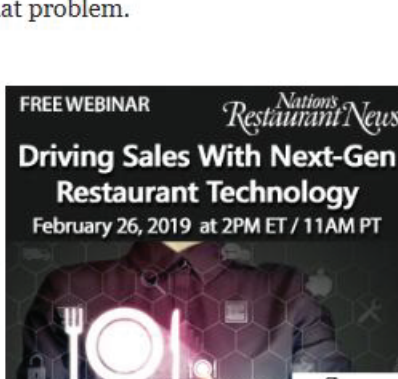 at problem.
FREE WEBINAR
Nation's
Restaurant News
Driving Sales With Next-Gen
Restaurant Technology
February 26, 2019 at 2PM ET / 11AM PT